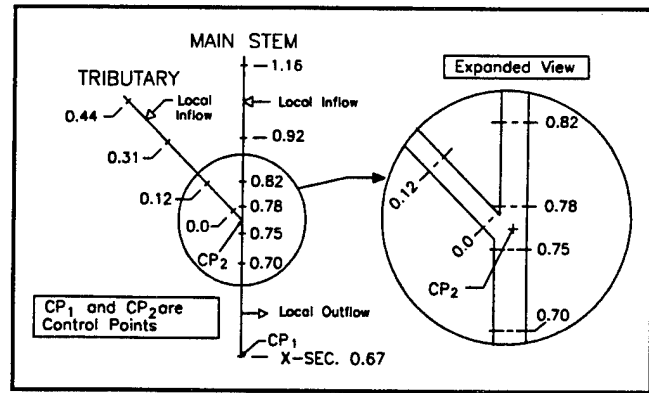 MAIN STEM
1.16
TRIBUTARY
Local
Inflow
0.44
Local Inflow
0.92
0.31
0.82
0.12
0.78
0.0
0.75
CP2
0.70
CP1 and CP2 are
Control Points
Local Outflow
CP1
X-SEC. 0.67
Expanded View
0.82
0.12
0.78
0.0
0.75
CP2
0.70